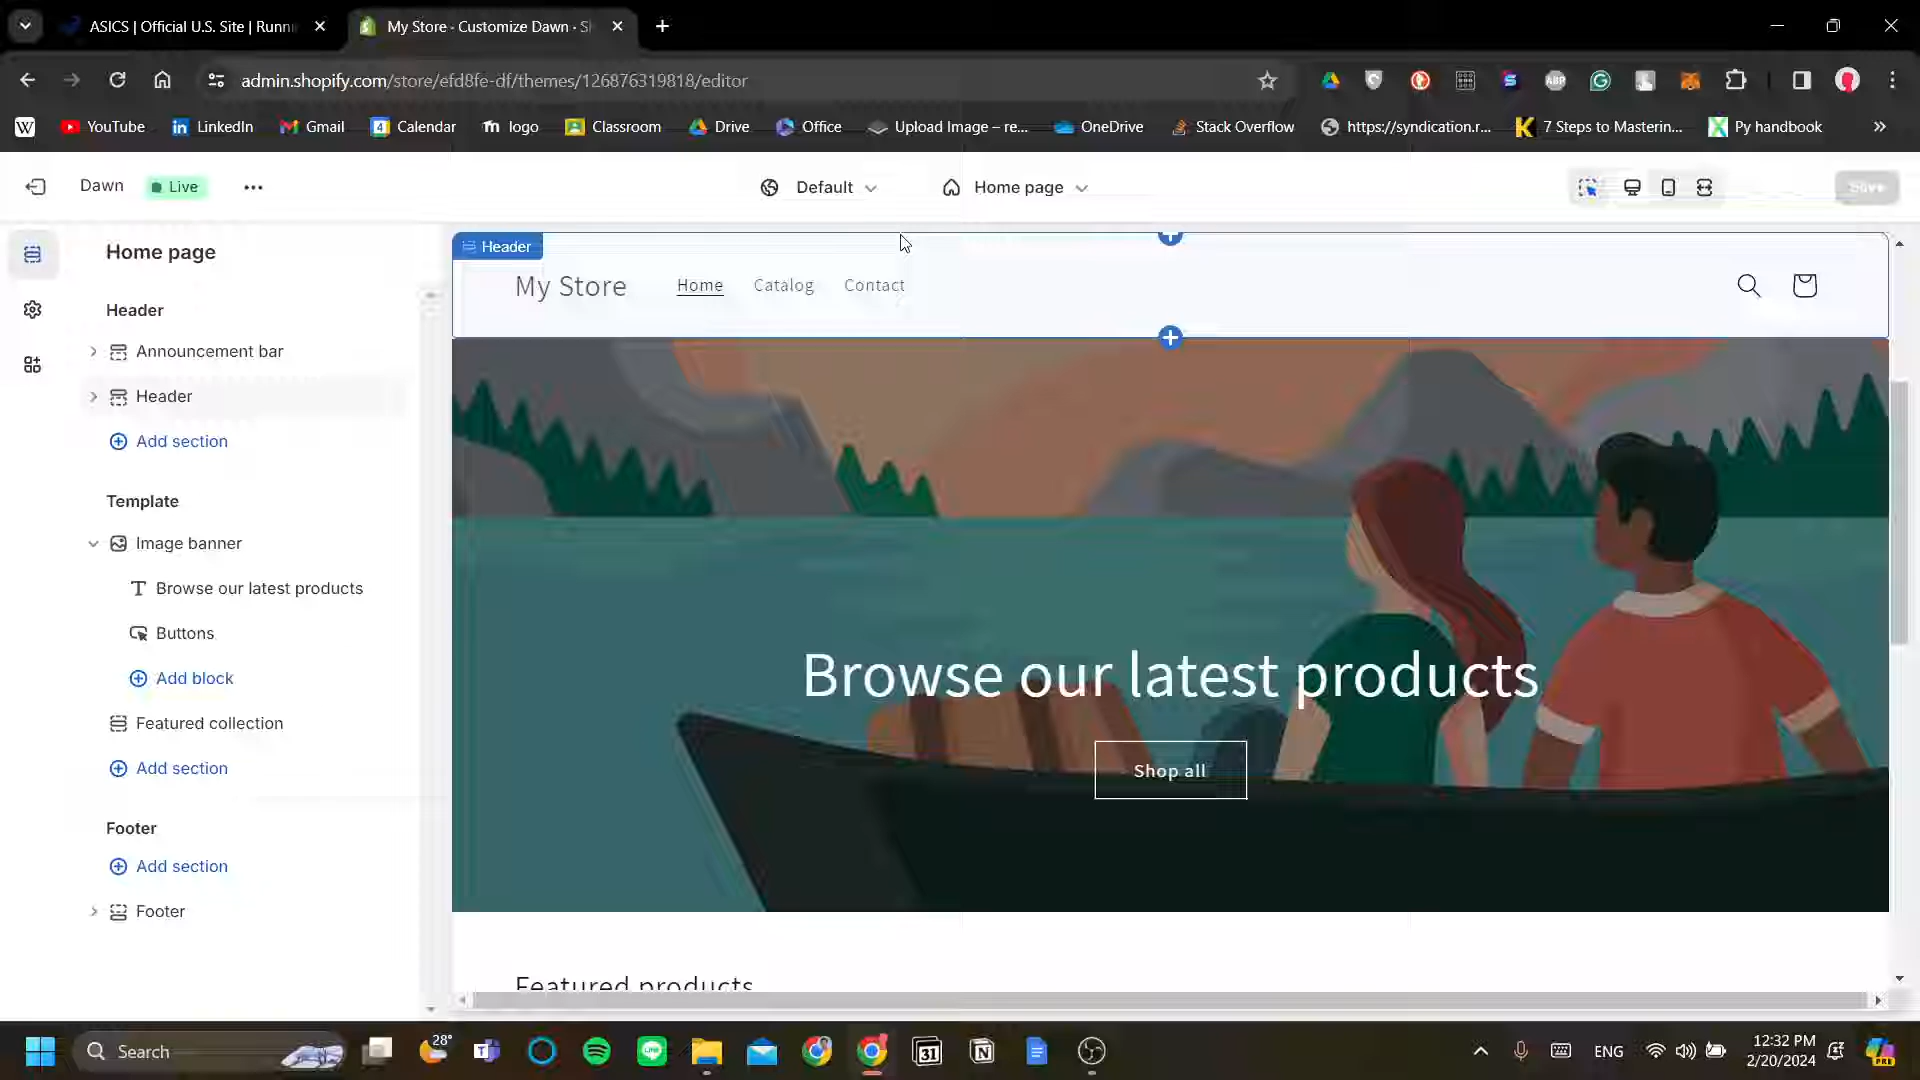 ASICS | Official U.S. Site | Runni
My Store · Customize Dawn · Sh
admin.shopify.com/store/efd8fe-df/themes/126876319818/editor
W
YouTube
LinkedIn
Gmail
Calendar
logo
Classroom
Drive
Office
Upload Image – re...
OneDrive
Stack Overflow
https://syndication.r...
7 Steps to Masterin...
Py handbook
Dawn
Live
Default
Home page
Save
Home page
Header
Announcement bar
Header
Add section
Template
Image banner
Browse our latest products
Buttons
Add block
Featured collection
Add section
Footer
Add section
Footer
Header
My Store
Home
Catalog
Contact
Browse our latest products
Shop all
Featured products
Search
28°
31
ENG
12:32 PM
2/20/2024
PRE